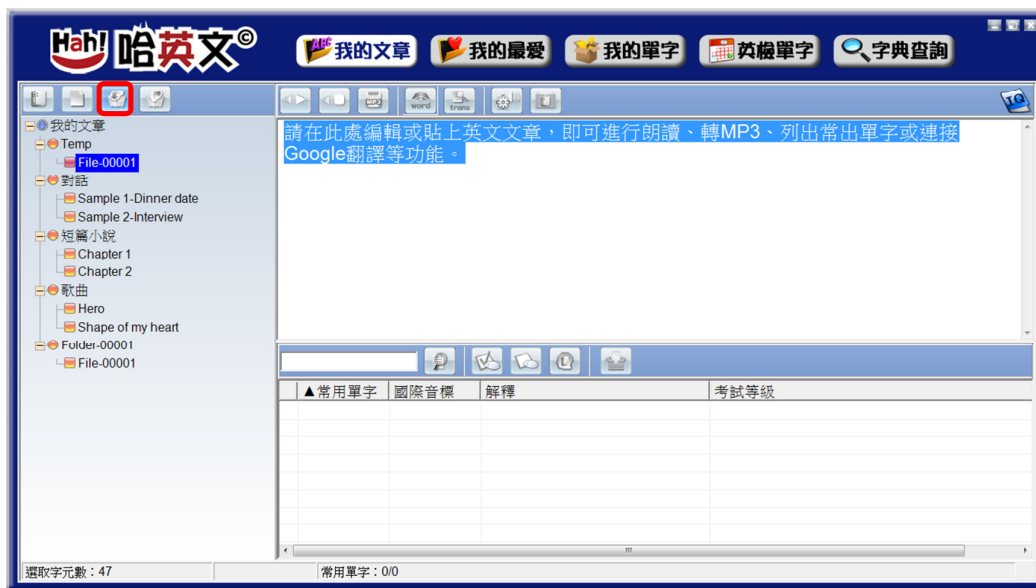 Hah! 哈英文©
ABC 我的文章
我的最愛
我的單字
英檢單字
字典查詢
MP3
word
trans
IQ
我的文章
Temp
File-00001
對話
Sample 1-Dinner date
Sample 2-Interview
短篇小說
Chapter 1
Chapter 2
歌曲
Hero
Shape of my heart
Folder-00001
File-00001
請在此處編輯或貼上英文文章，即可進行朗讀、轉MP3、列出常出單字或連接
Google翻譯等功能。
▲常用單字 國際音標 解釋 考試等級
選取字元數：47 常用單字：0/0